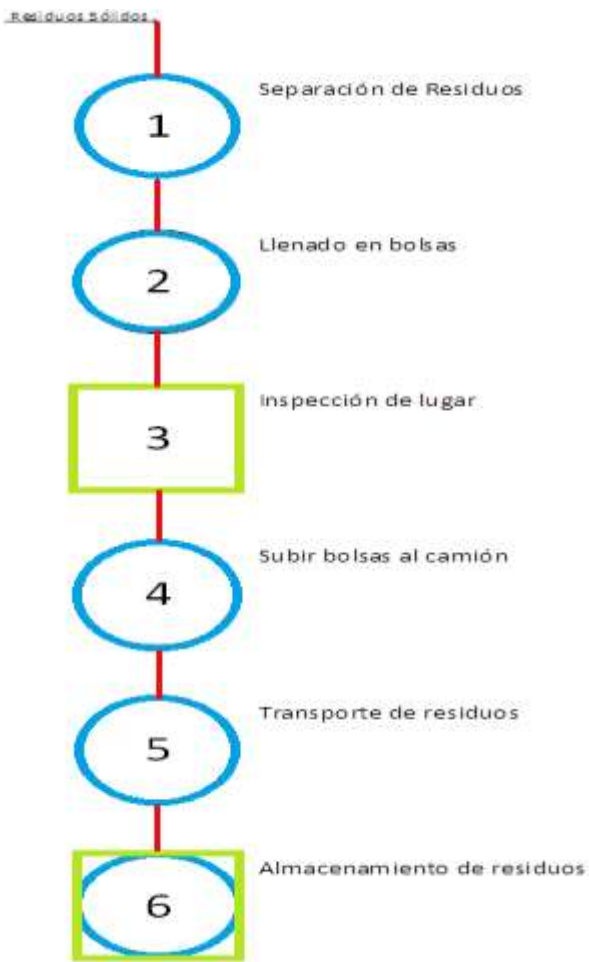 Residuos Sólidos
1
Separación de Residuos
2
Llenado en bolsas
3
Inspección de lugar
4
Subir bolsas al camión
5
Transporte de residuos
6
Almacenamiento de residuos